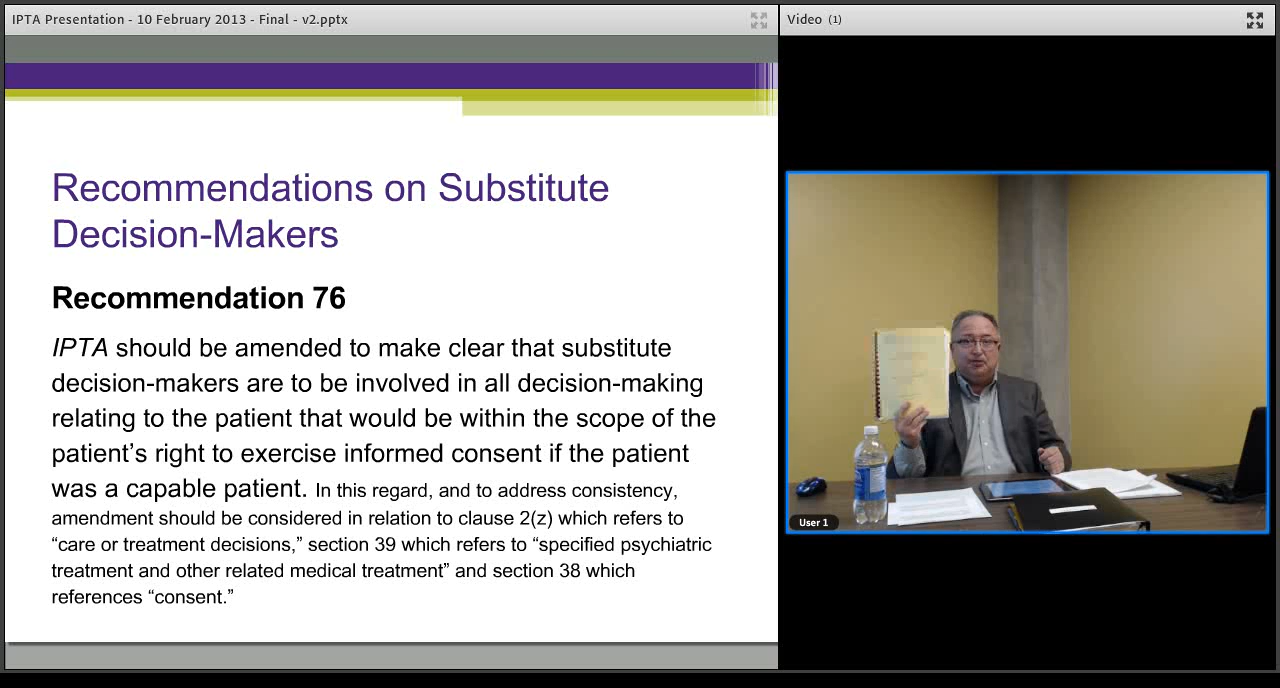 IPTA Presentation - 10 February 2013 - Final - v2.pptx
Video (1)
Recommendations on Substitute
Decision-Makers
Recommendation 76
IPTA should be amended to make clear that substitute
decision-makers are to be involved in all decision-making
relating to the patient that would be within the scope of the
patient’s right to exercise informed consent if the patient
was a capable patient. In this regard, and to address consistency,
amendment should be considered in relation to clause 2(z) which refers to
“care or treatment decisions,” section 39 which refers to “specified psychiatric
treatment and other related medical treatment” and section 38 which
references “consent.”
User 1